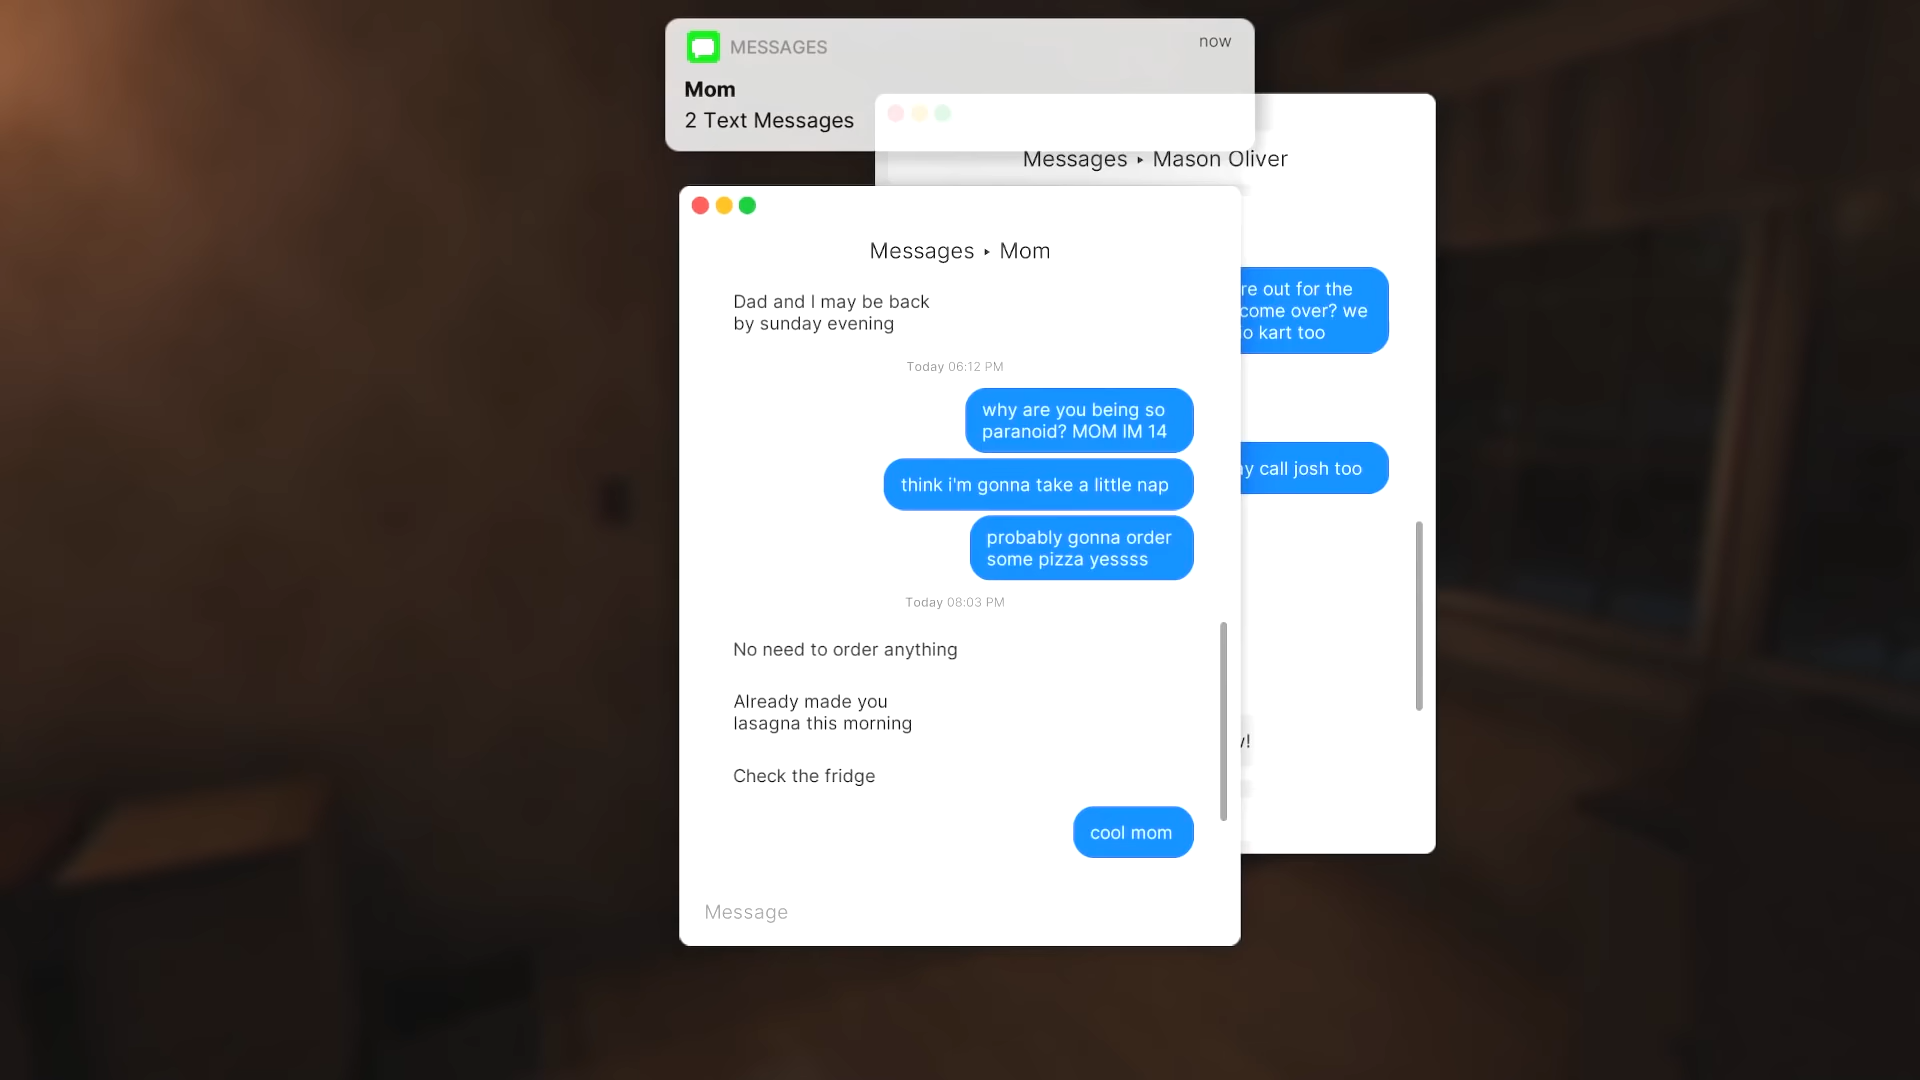 MESSAGES
now
Mom
2 Text Messages
Messages ‣ Mason Oliver
Messages ‣ Mom
Dad and I may be back
by sunday evening
Today 06:12 PM
why are you being so
paranoid? MOM IM 14
think i'm gonna take a little nap
probably gonna order
some pizza yessss
Today 08:03 PM
No need to order anything
Already made you
lasagna this morning
Check the fridge
cool mom
Message
out for the
come over? we
kart too
call josh too